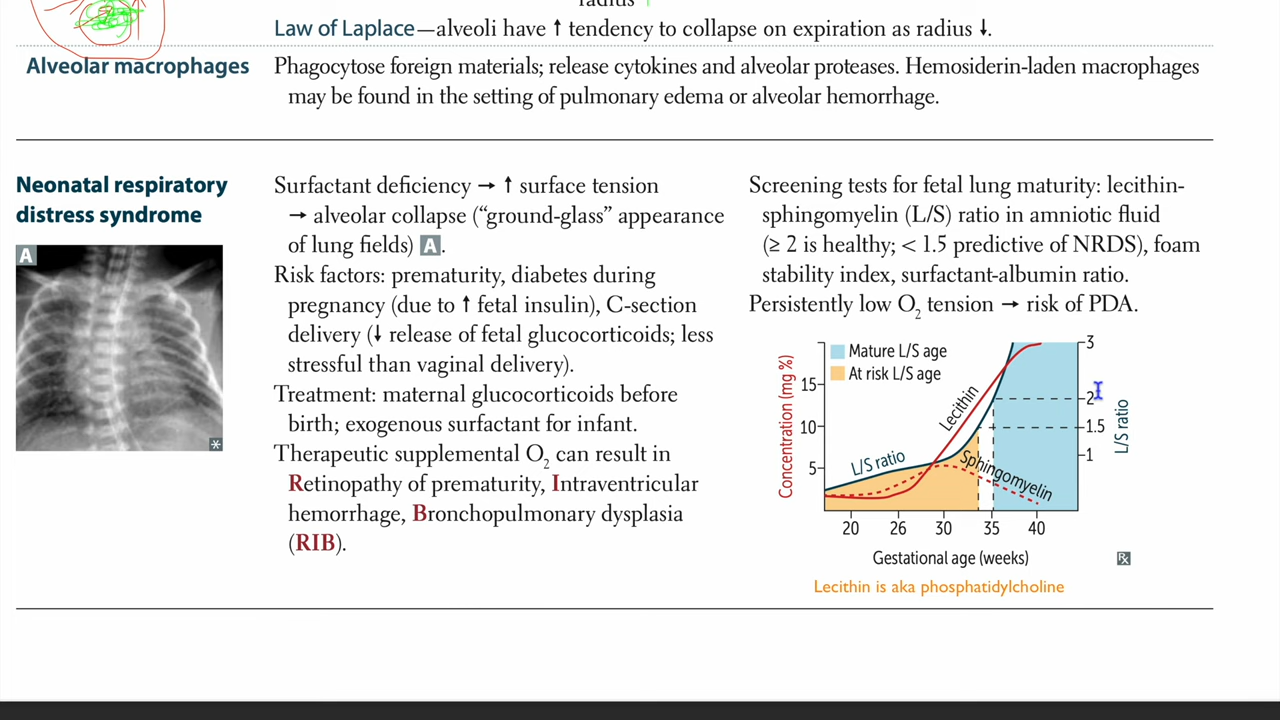 radius ↑
Law of Laplace—alveoli have ↑ tendency to collapse on expiration as radius ↓.
Alveolar macrophages
Phagocytose foreign materials; release cytokines and alveolar proteases. Hemosiderin-laden macrophages
may be found in the setting of pulmonary edema or alveolar hemorrhage.
Neonatal respiratory
distress syndrome
A
Surfactant deficiency → ↑ surface tension
→ alveolar collapse (“ground-glass” appearance
of lung fields) A.
Risk factors: prematurity, diabetes during
pregnancy (due to ↑ fetal insulin), C-section
delivery (↓ release of fetal glucocorticoids; less
stressful than vaginal delivery).
Treatment: maternal glucocorticoids before
birth; exogenous surfactant for infant.
Therapeutic supplemental O₂ can result in
Retinopathy of prematurity, Intraventricular
hemorrhage, Bronchopulmonary dysplasia
(RIB).
Screening tests for fetal lung maturity: lecithin-
sphingomyelin (L/S) ratio in amniotic fluid
(≥ 2 is healthy; < 1.5 predictive of NRDS), foam
stability index, surfactant-albumin ratio.
Persistently low O₂ tension → risk of PDA.
Mature L/S age
At risk L/S age
Concentration (mg %)
15
10
5
L/S ratio
Lecithin
Sphingomyelin
3
2
1.5
1
L/S ratio
20 26 30 35 40
Gestational age (weeks)
Rx
Lecithin is aka phosphatidylcholine